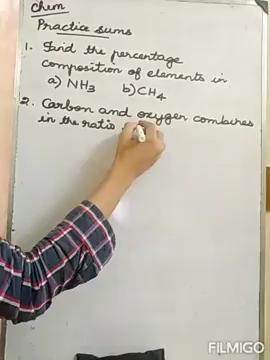 Chem
Practice sums
1. Find the percentage
composition of elements in
a) NH3 b) CH4
2. Carbon and oxygen combines
in the ratio
FILMIGO